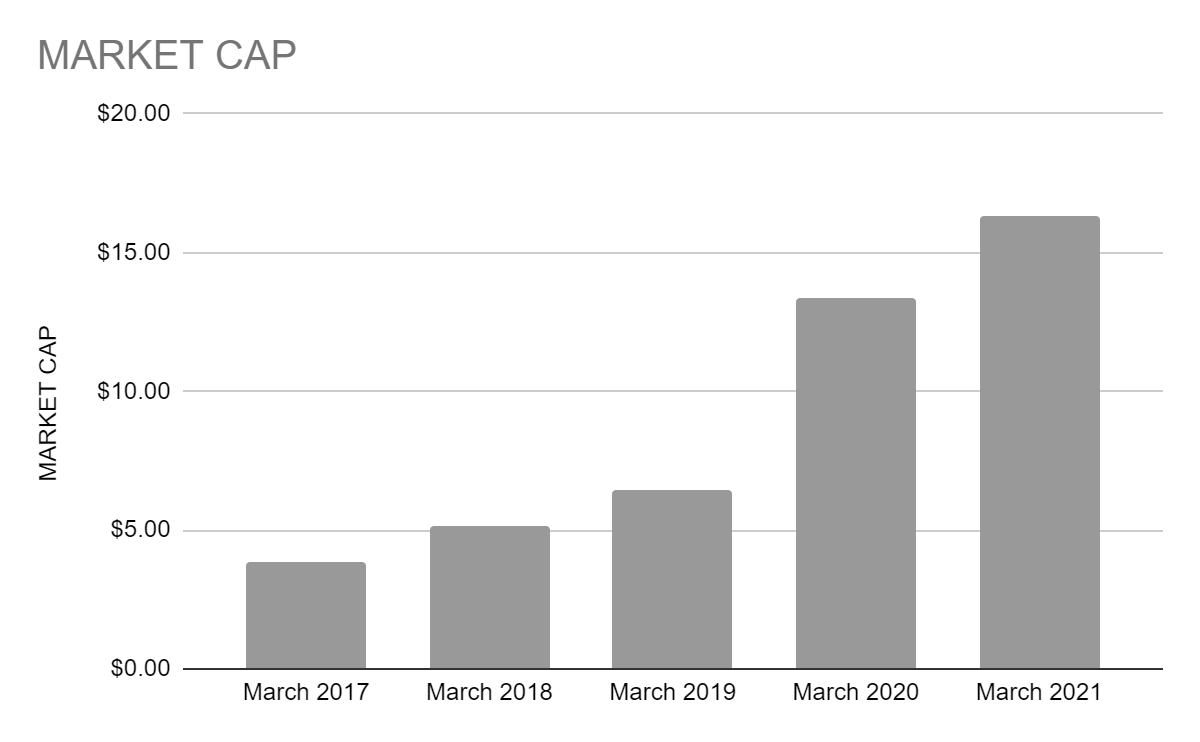 MARKET CAP
$20.00
$15.00
$10.00
$5.00
$0.00
MARKET CAP
March 2017
March 2018
March 2019
March 2020
March 2021